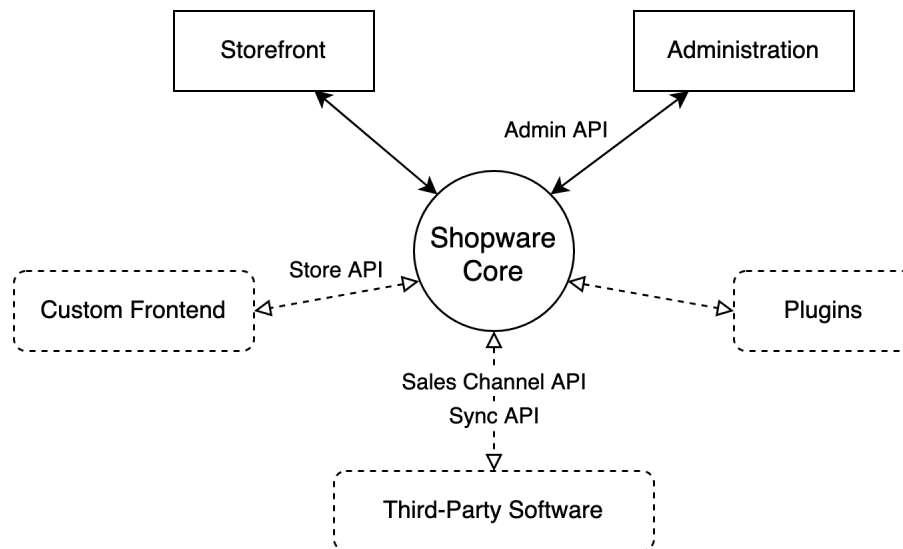 Storefront
Administration
Admin API
Shopware
Core
Store API
Custom Frontend
Plugins
Sales Channel API
Sync API
Third-Party Software